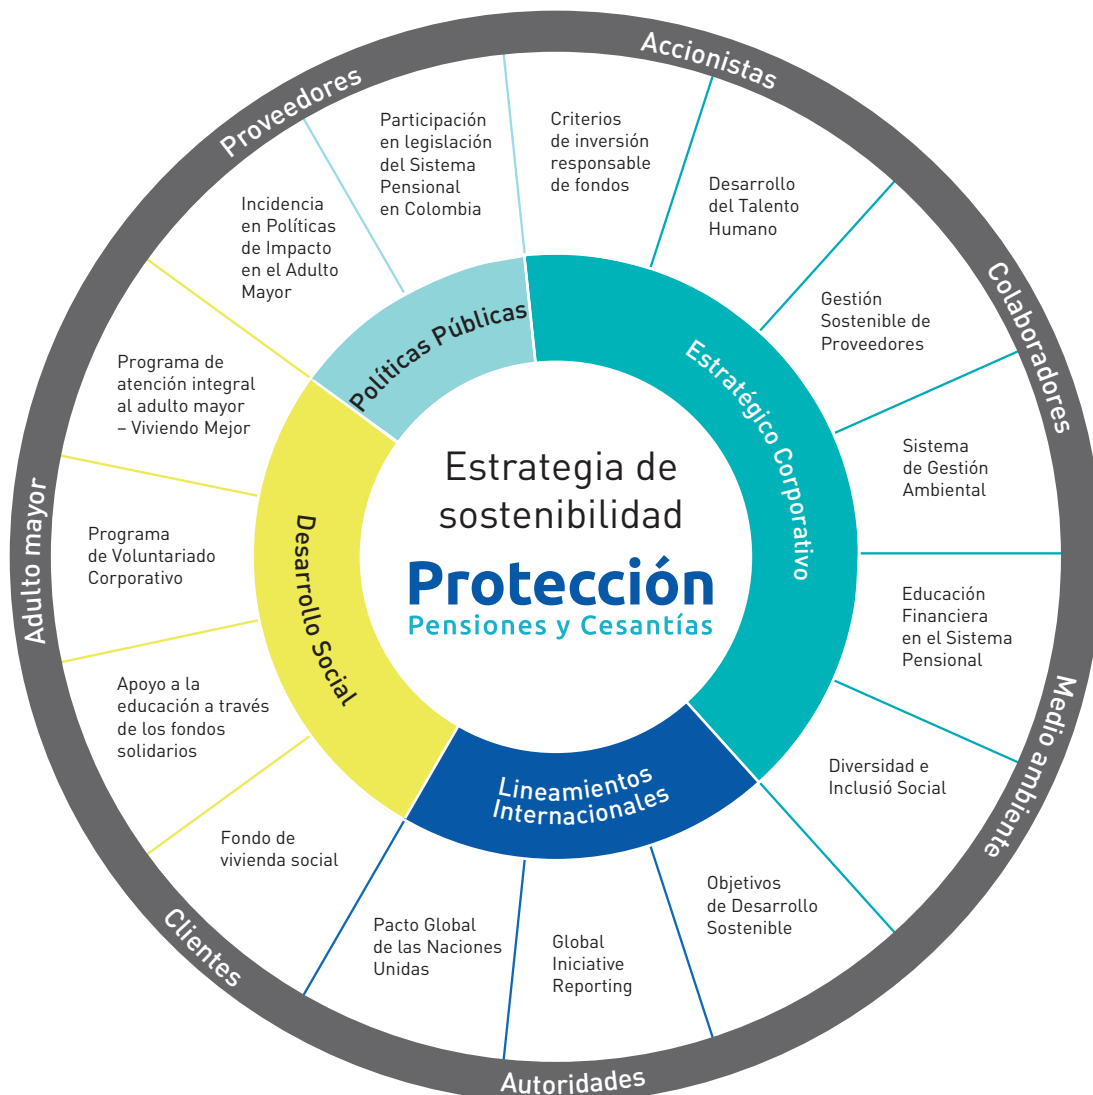 Estrategia de
sostenibilidad
Protección
Pensiones y Cesantías
Políticas Públicas
Estratégico Corporativo
Lineamientos
Internacionales
Desarrollo Social
Participación
en legislación
del Sistema
Pensional
en Colombia
Criterios
de inversión
responsable
de fondos
Desarrollo
del Talento
Humano
Gestión
Sostenible de
Proveedores
Sistema
de Gestión
Ambiental
Educación
Financiera
en el Sistema
Pensional
Diversidad e
Inclusió Social
Objetivos
de Desarrollo
Sostenible
Global
Iniciative
Reporting
Pacto Global
de las Naciones
Unidas
Fondo de
vivienda social
Apoyo a la
educación a través
de los fondos
solidarios
Programa
de Voluntariado
Corporativo
Programa de
atención integral
al adulto mayor
– Viviendo Mejor
Incidencia
en Políticas
de Impacto
en el Adulto
Mayor
Proveedores
Accionistas
Colaboradores
Medio ambiente
Autoridades
Clientes
Adulto mayor